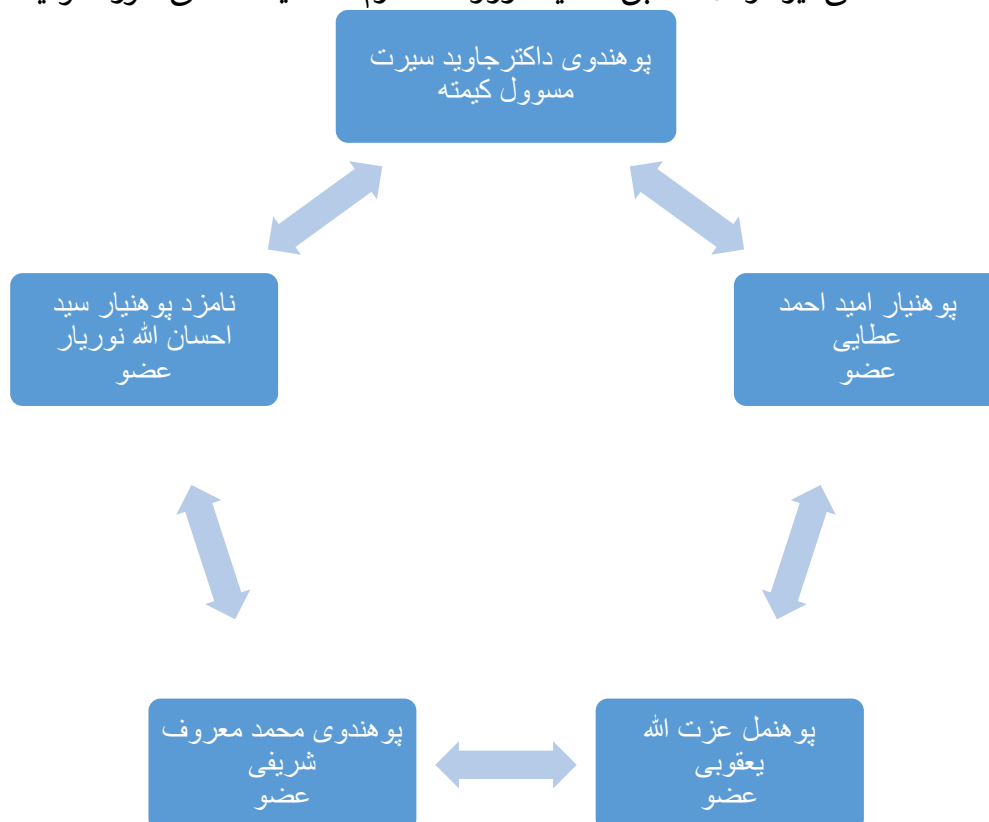 پوهندوی داکترجاوید سیرت
مسوول کیمته
پوهنیار امید احمد
عطایی
عضو
نامزد پوهنیار سید
احسان الله نوریار
عضو
پوهنمل عزت الله
یعقوبی
عضو
پوهندوی محمد معروف
شریفی
عضو